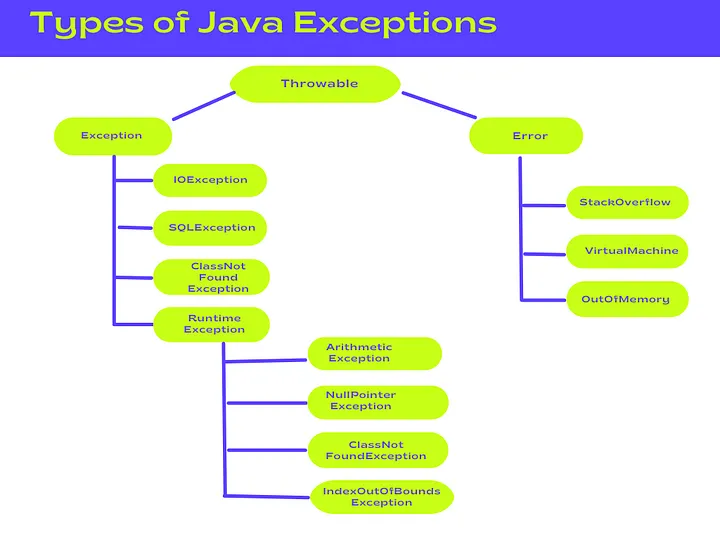 Types of Java Exceptions
Throwable
Exception
Error
IOException
SQLException
ClassNot
Found
Exception
Runtime
Exception
StackOverflow
VirtualMachine
OutOfMemory
Arithmetic
Exception
NullPointer
Exception
ClassNot
FoundException
IndexOutOfBounds
Exception